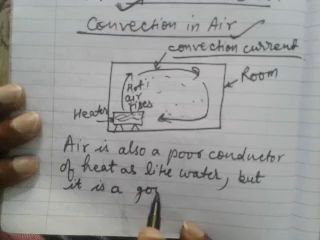 Convection in Air
convection current
Room
Hot
air
rises
Heater
Air is also a poor conductor
of heat as like water, but
it is a goo